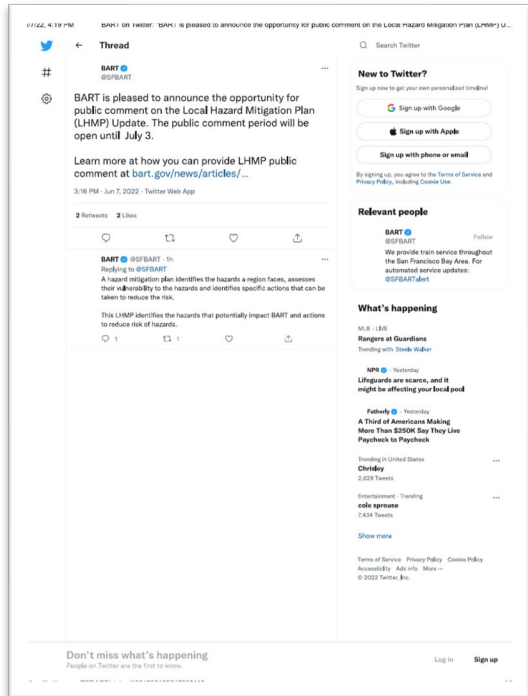 4:19 PM
BART on Twitter: "BART is pleased to announce the opportunity for public comment on the Local Hazard Mitigation Plan (LHMP) U...
← Thread
BART
@SFBART
BART is pleased to announce the opportunity for
public comment on the Local Hazard Mitigation Plan
(LHMP) Update. The public comment period will be
open until July 3.
Learn more at how you can provide LHMP public
comment at bart.gov/news/articles/...
3:16 PM · Jun 7, 2022 · Twitter Web App
2 Retweets 2 Likes
BART @SFBART · 1h
Replying to @SFBART
A hazard mitigation plan identifies the hazards a region faces, assesses
their vulnerability to the hazards and identifies specific actions that can be
taken to reduce the risk.
This LHMP identifies the hazards that potentially impact BART and actions
to reduce risk of hazards.
1 1
Search Twitter
New to Twitter?
Sign up now to get your own personalized timeline!
Sign up with Google
Sign up with Apple
Sign up with phone or email
By signing up, you agree to the Terms of Service and
Privacy Policy, including Cookie Use.
Relevant people
BART
@SFBART
Follow
We provide train service throughout
the San Francisco Bay Area. For
automated service updates:
@SFBARTalert
What's happening
MLB · LIVE
Rangers at Guardians
Trending with Steele Walker
NPR · Yesterday
Lifeguards are scarce, and it
might be affecting your local pool
Fatherly · Yesterday
A Third of Americans Making
More Than $250K Say They Live
Paycheck to Paycheck
Trending in United States
Chrisley
2,629 Tweets
Entertainment · Trending
cole sprouse
7,434 Tweets
Show more
Terms of Service Privacy Policy Cookie Policy
Accessibility Ads info More ···
© 2022 Twitter, Inc.
Don't miss what's happening
People on Twitter are the first to know.
Log in
Sign up